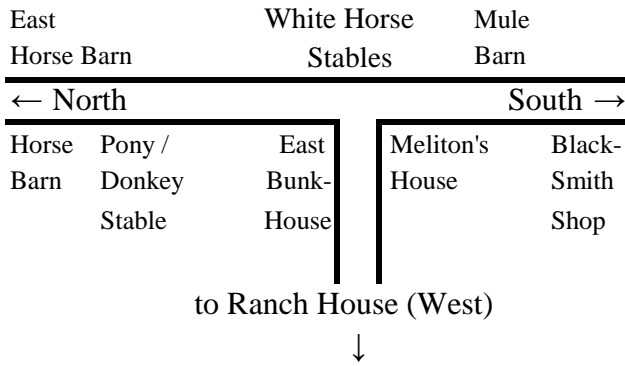 East White Horse Mule
Horse Barn Stables Barn
← North South →
Horse Pony / East Meliton's Black-
Barn Donkey Bunk- House Smith
Stable House Shop
to Ranch House (West)
↓